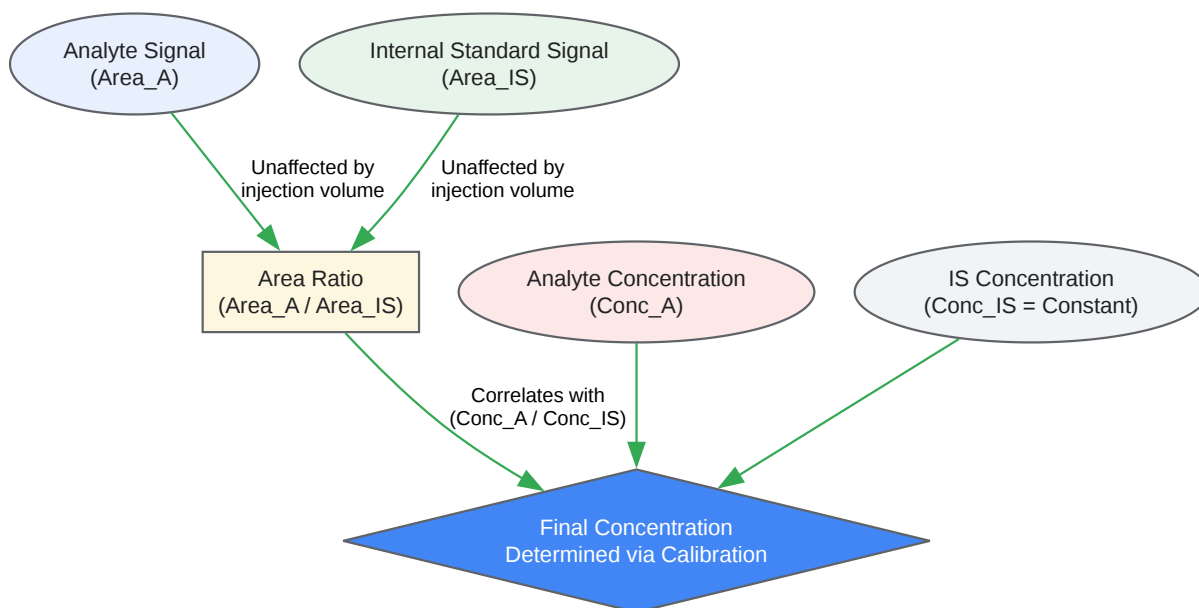 Analyte Signal
(Area_A)
Internal Standard Signal
(Area_IS)
Unaffected by
injection volume
Unaffected by
injection volume
Area Ratio
(Area_A / Area_IS)
Analyte Concentration
(Conc_A)
IS Concentration
(Conc_IS = Constant)
Correlates with
(Conc_A / Conc_IS)
Final Concentration
Determined via Calibration